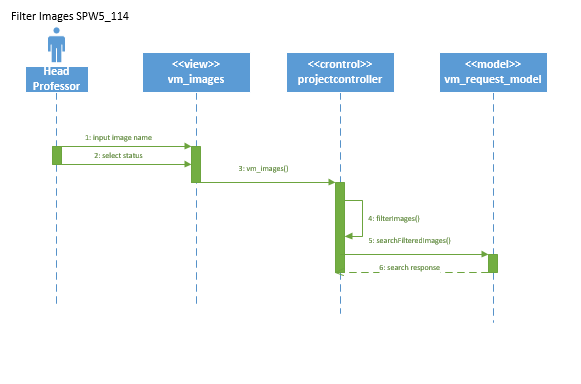 Filter Images SPW5_114
Head
Professor
<<view>>
vm_images
<<crontrol>>
projectcontroller
<<model>>
vm_request_model
1: input image name
2: select status
3: vm_images()
4: filterImages()
5: searchFilteredImages()
6: search response